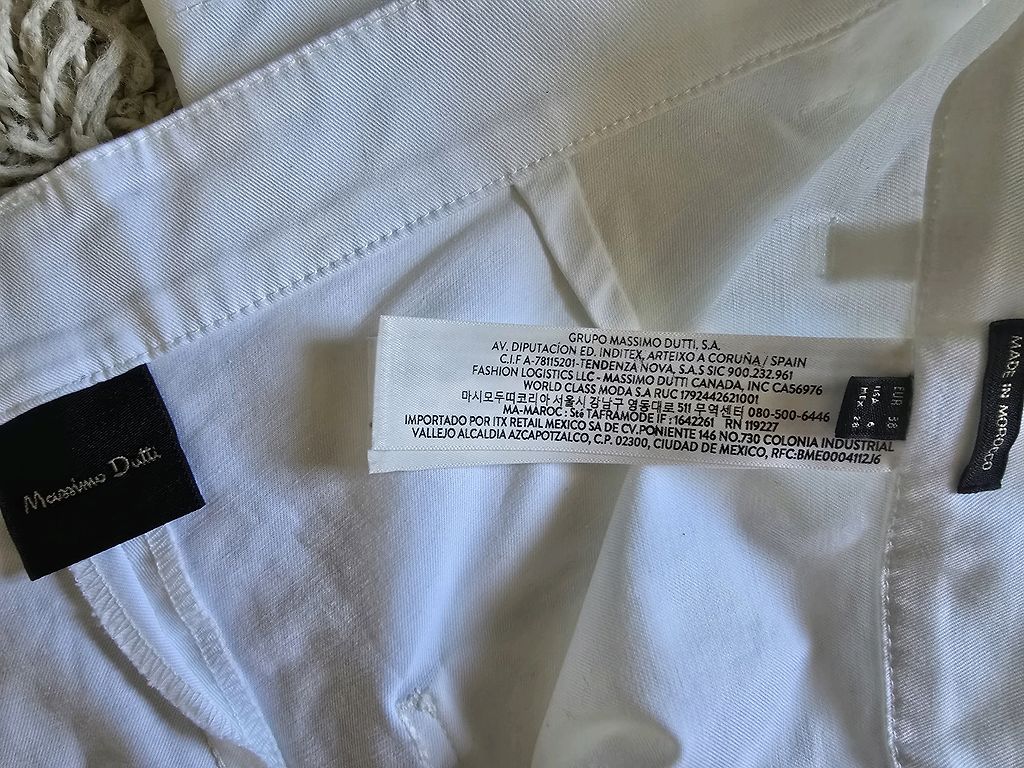 Massimo Dutti
GRUPO MASSIMO DUTTI, S.A.
AV. DIPUTACÍON ED. INDITEX, ARTEIXO A CORUÑA / SPAIN
C.I.F A-78115201-TENDENZA NOVA, S.A.S SIC 900.232.961
FASHION LOGISTICS LLC - MASSIMO DUTTI CANADA, INC CA56976
WORLD CLASS MODA S.A RUC 1792442621001
마시모두띠코리아 서울시 강남구 영동대로 511 무역센터 080-500-6446
MA-MAROC : Sté TAFRAMODE IF : 1642261 RN 119227
IMPORTADO POR ITX RETAIL MEXICO SA DE CV.PONIENTE 146 NO.730 COLONIA INDUSTRIAL
VALLEJO ALCALDIA AZCAPOTZALCO, C.P. 02300, CIUDAD DE MEXICO, RFC:BME0004112J6
EUR 38
USA 6
MEX 28
MADE IN MOROCCO